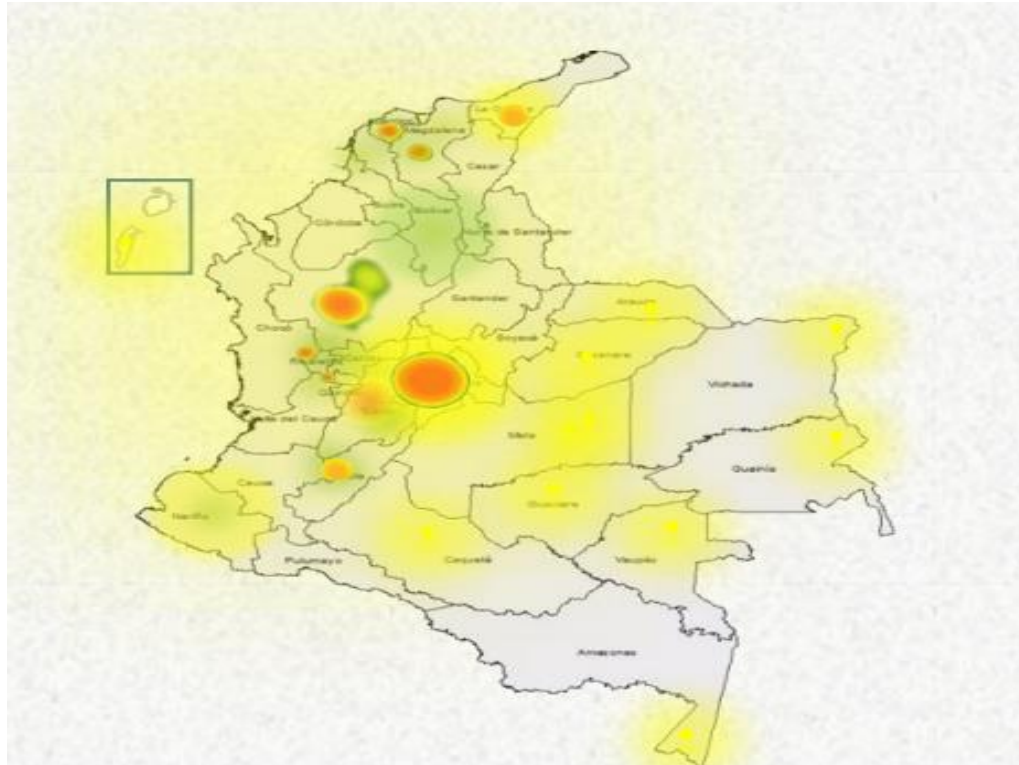 Magdalena
Cesar
Sucre
Bolívar
Córdoba
Norte de Santander
Santander
Arauca
Chocó
Boyacá
Casanare
Vichada
Meta
Guainía
Cauca
Guaviare
Nariño
Putumayo
Caquetá
Vaupés
Amazonas